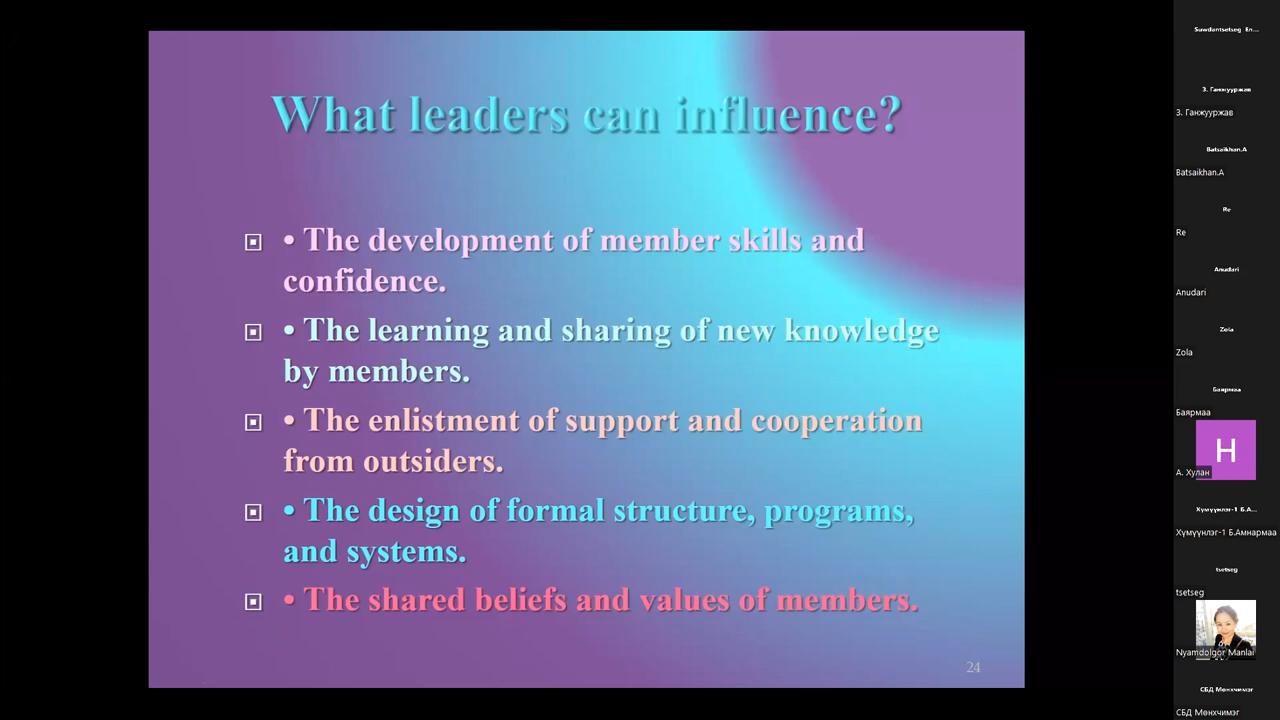 What leaders can influence?
• The development of member skills and
confidence.
• The learning and sharing of new knowledge
by members.
• The enlistment of support and cooperation
from outsiders.
• The design of formal structure, programs,
and systems.
• The shared beliefs and values of members.
24
Suwdantsetseg En...
З. Ганжууржав
З. Ганжууржав
Batsaikhan.A
Batsaikhan.A
Re
Re
Anudari
Anudari
Zola
Zola
Баярмаа
Баярмаа
Н
А. Хулан
Хүмүүнлэг-1 Б.А...
Хүмүүнлэг-1 Б.Амнармаа
tsetseg
tsetseg
Nyamdolgor Manlai
СБД Мөнхчимэг
СБД Мөнхчимэг